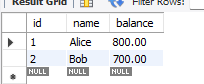 Result Grid Filter Rows:
id name balance
1 Alice 800.00
2 Bob 700.00
NULL NULL NULL